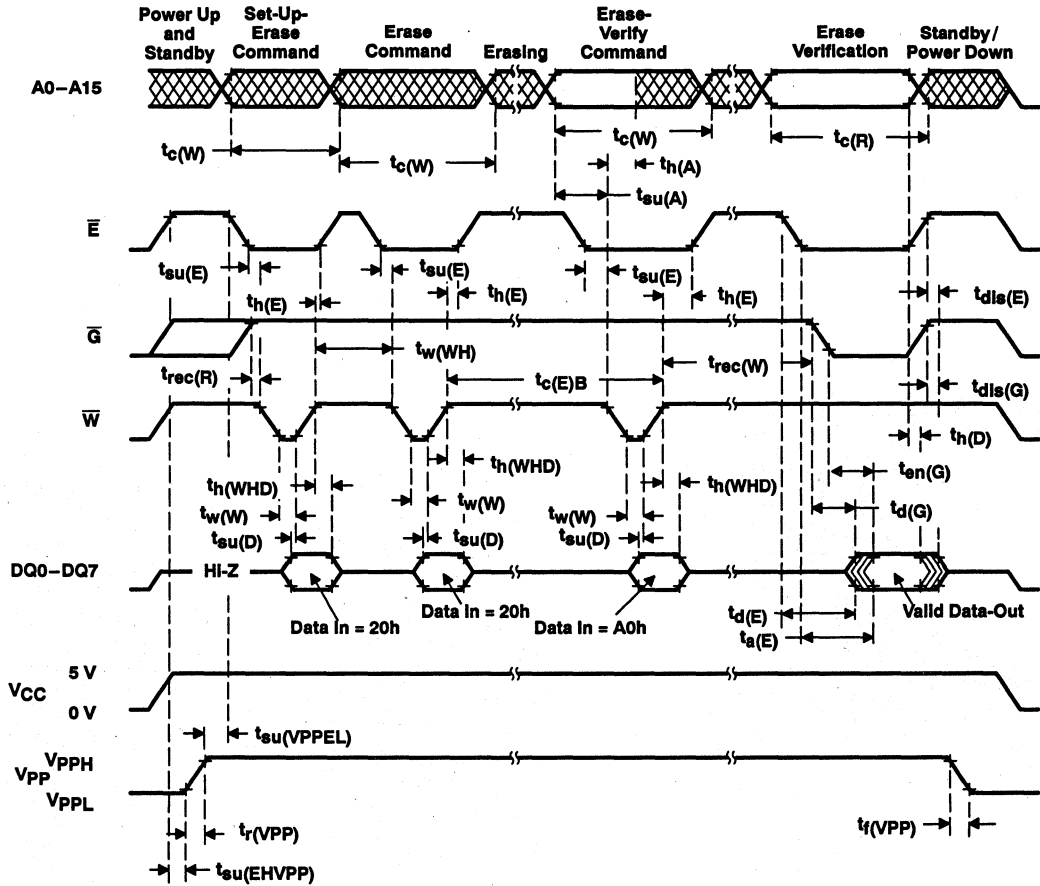 Power Up
and
Standby
Set-Up-
Erase
Command
Erase
Command
Erasing
Erase-
Verify
Command
Erase
Verification
Standby/
Power Down
A0–A15
tc(W)
tc(W)
tc(W)
tc(R)
th(A)
tsu(A)
E
tsu(E)
tsu(E)
tsu(E)
th(E)
th(E)
th(E)
tdis(E)
G
tw(WH)
trec(W)
trec(R)
tc(E)B
tdis(G)
W
th(D)
th(WHD)
th(WHD)
th(WHD)
ten(G)
tw(W)
tw(W)
td(G)
tsu(D)
tsu(D)
tsu(D)
DQ0–DQ7
Hi-Z
Data In = 20h
Data In = 20h
Data In = A0h
Valid Data-Out
td(E)
ta(E)
5 V
VCC
0 V
tsu(VPPEL)
VPPH
VPP
VPPL
tr(VPP)
tf(VPP)
tsu(EHVPP)